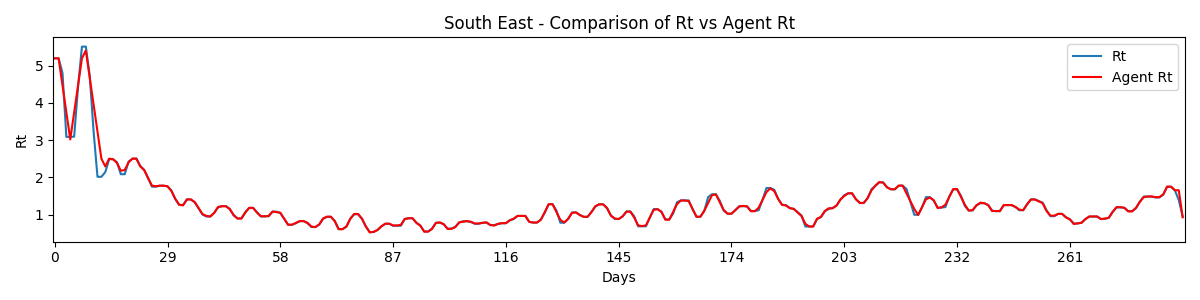 South East - Comparison of Rt vs Agent Rt
Rt
Agent Rt
Rt
5
4
3
2
1
0 29 58 87 116 145 174 203 232 261
Days